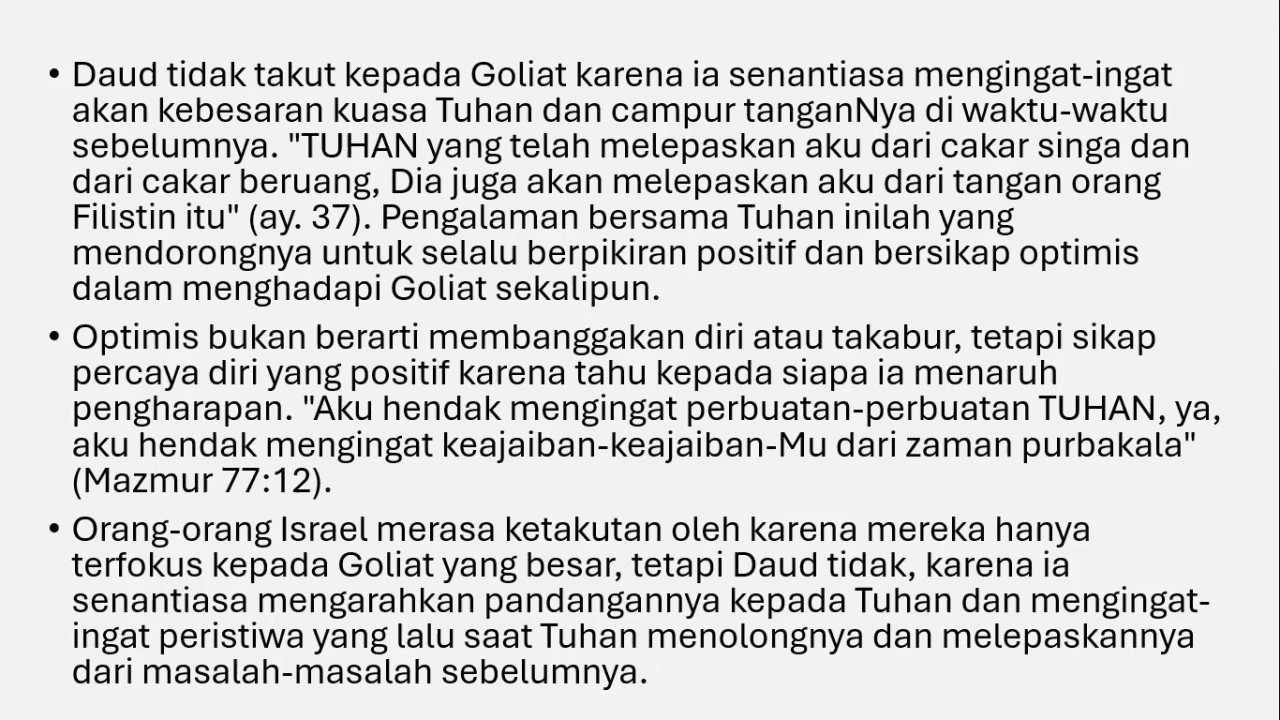 • Daud tidak takut kepada Goliat karena ia senantiasa mengingat-ingat
akan kebesaran kuasa Tuhan dan campur tanganNya di waktu-waktu
sebelumnya. "TUHAN yang telah melepaskan aku dari cakar singa dan
dari cakar beruang, Dia juga akan melepaskan aku dari tangan orang
Filistin itu" (ay. 37). Pengalaman bersama Tuhan inilah yang
mendorongnya untuk selalu berpikiran positif dan bersikap optimis
dalam menghadapi Goliat sekalipun.
• Optimis bukan berarti membanggakan diri atau takabur, tetapi sikap
percaya diri yang positif karena tahu kepada siapa ia menaruh
pengharapan. "Aku hendak mengingat perbuatan-perbuatan TUHAN, ya,
aku hendak mengingat keajaiban-keajaiban-Mu dari zaman purbakala"
(Mazmur 77:12).
• Orang-orang Israel merasa ketakutan oleh karena mereka hanya
terfokus kepada Goliat yang besar, tetapi Daud tidak, karena ia
senantiasa mengarahkan pandangannya kepada Tuhan dan mengingat-
ingat peristiwa yang lalu saat Tuhan menolongnya dan melepaskannya
dari masalah-masalah sebelumnya.